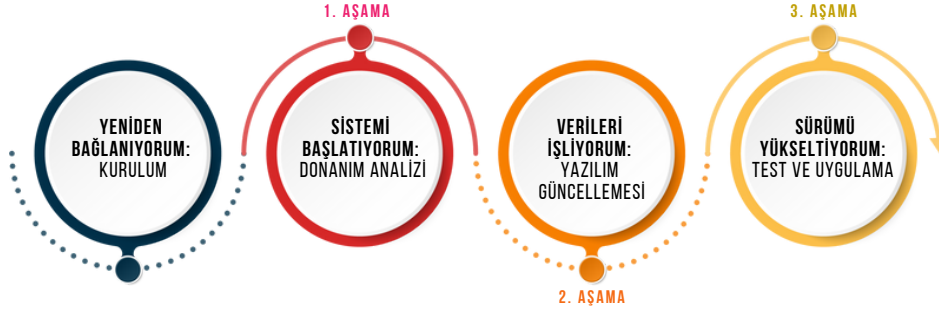 YENİDEN
BAĞLANIYORUM:
KURULUM
1. AŞAMA
SİSTEMİ
BAŞLATIYORUM:
DONANIM ANALİZİ
VERİLERİ
İŞLİYORUM:
YAZILIM
GÜNCELLEMESİ
2. AŞAMA
3. AŞAMA
SÜRÜMÜ
YÜKSELTİYORUM:
TEST VE UYGULAMA